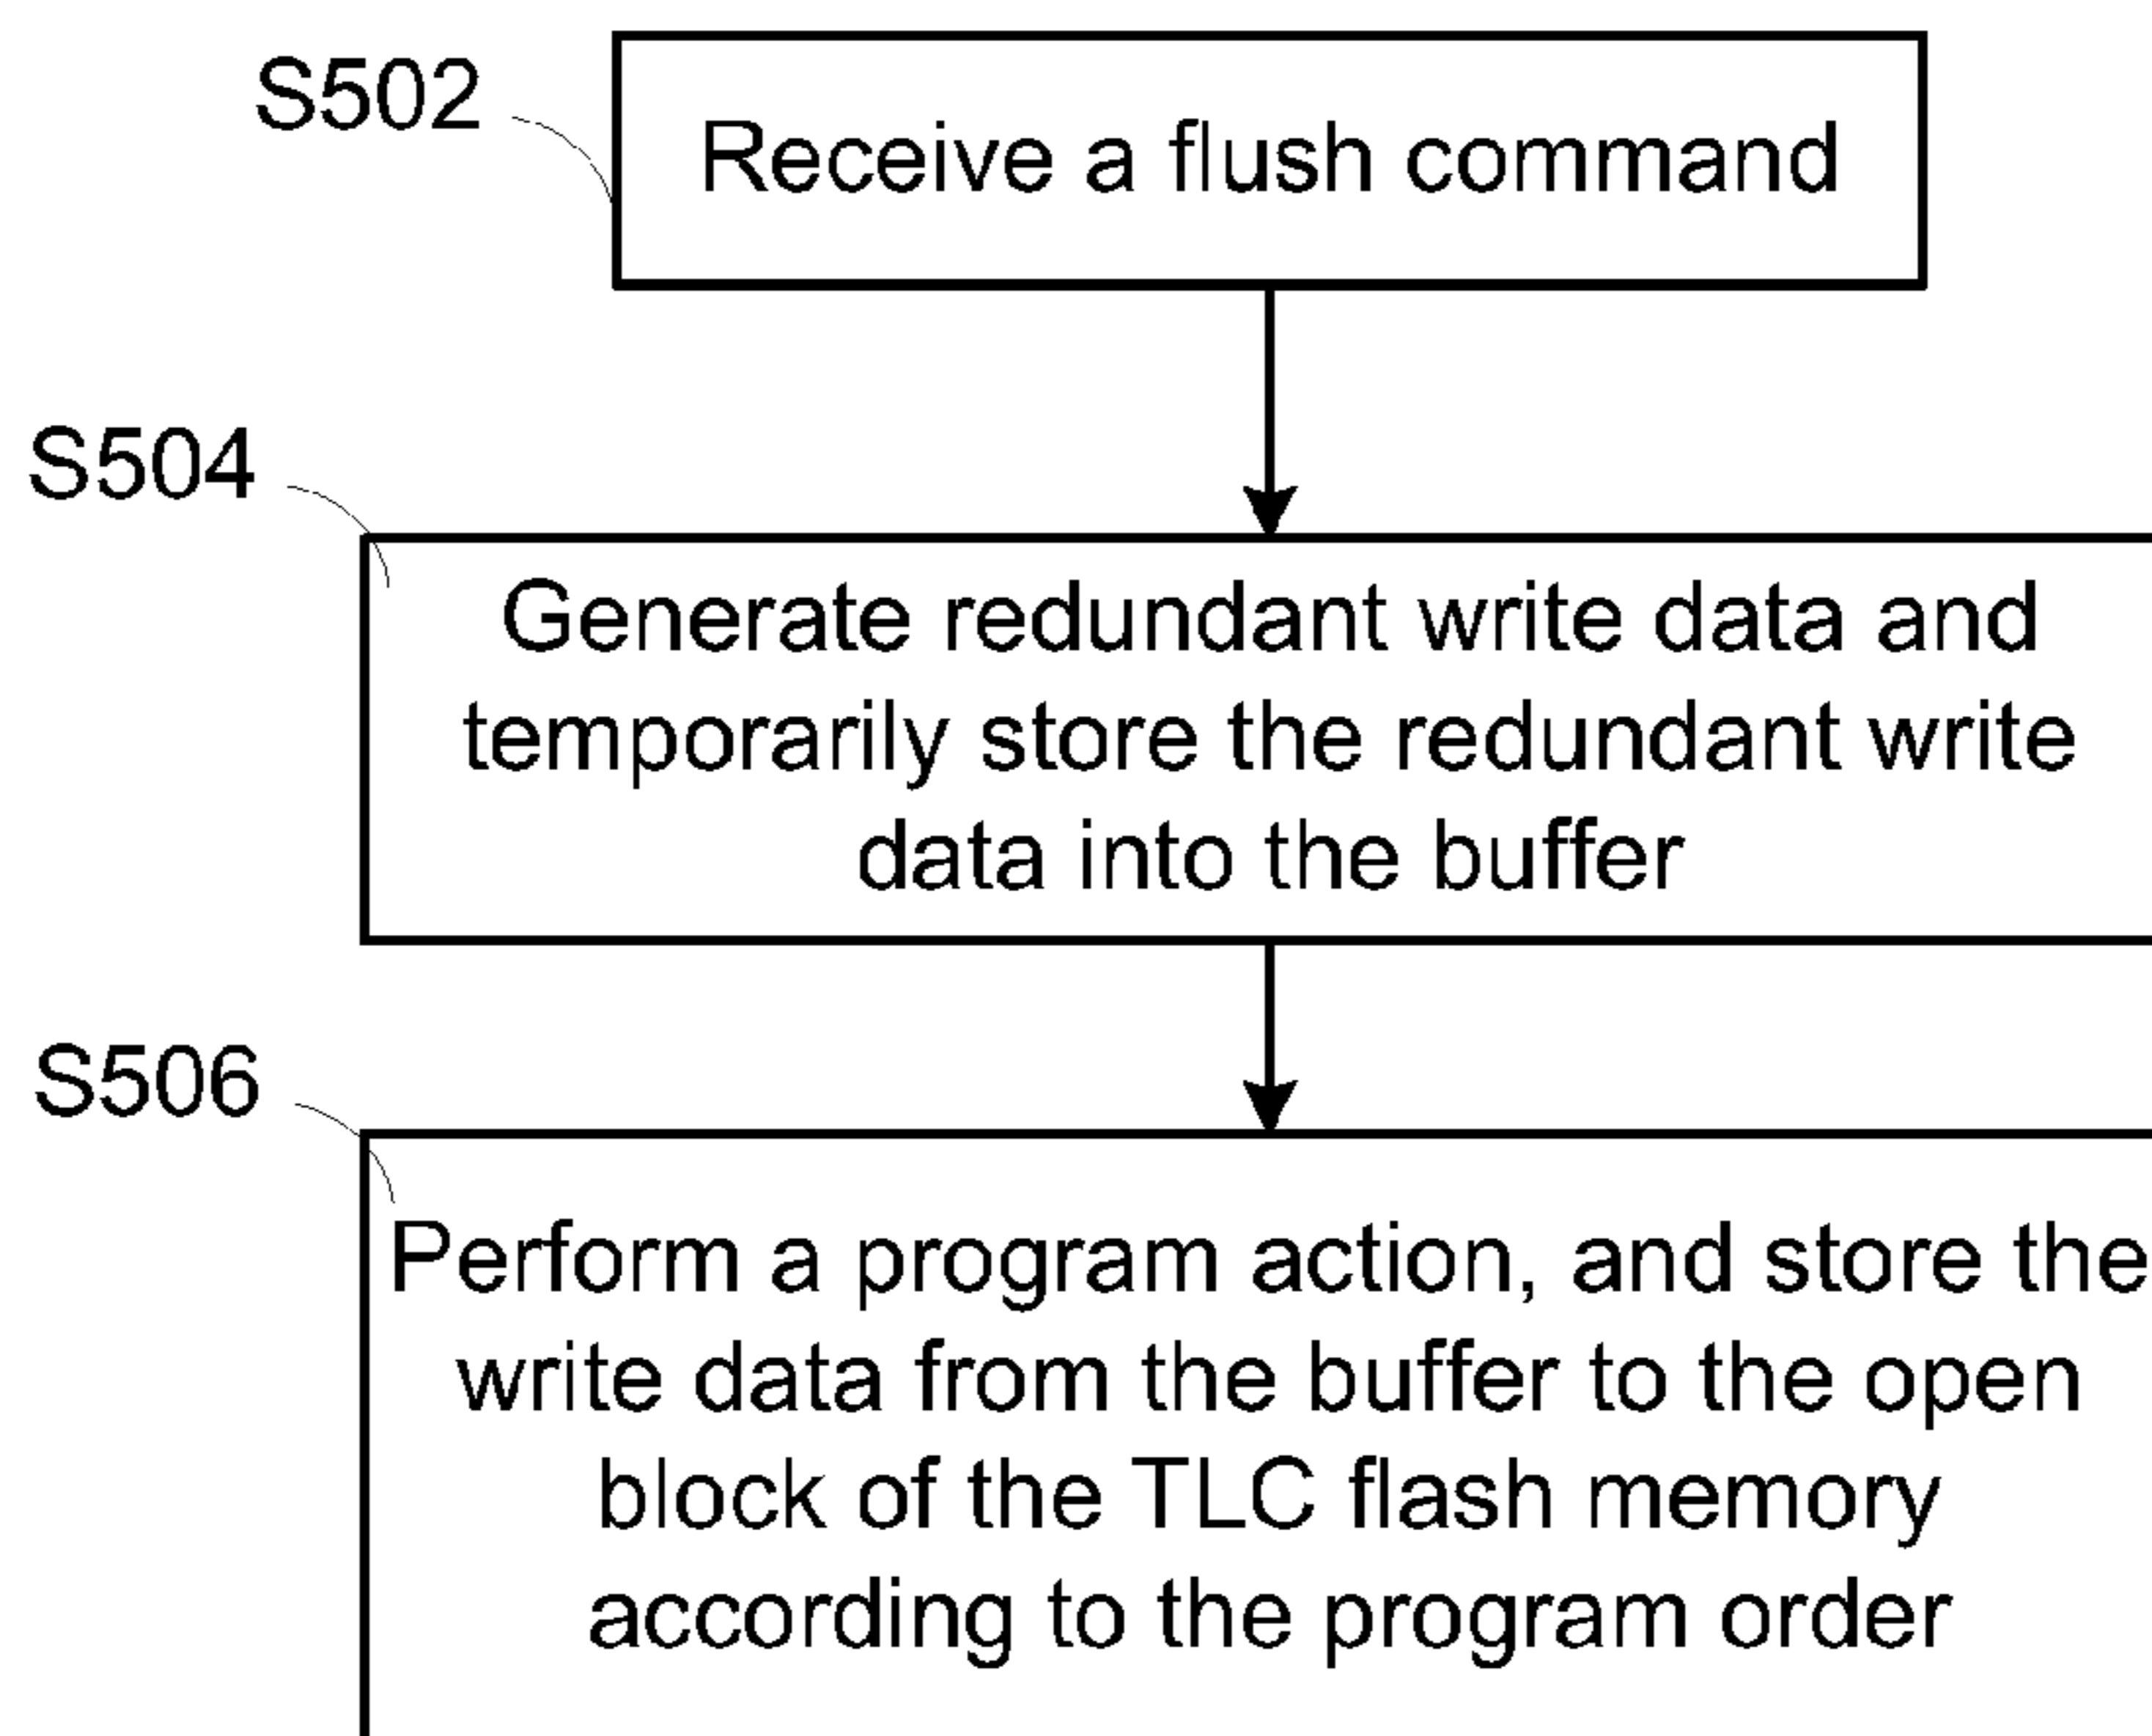 S502
Receive a flush command
S504
Generate redundant write data and
temporarily store the redundant write
data into the buffer
S506
Perform a program action, and store the
write data from the buffer to the open
block of the TLC flash memory
according to the program order